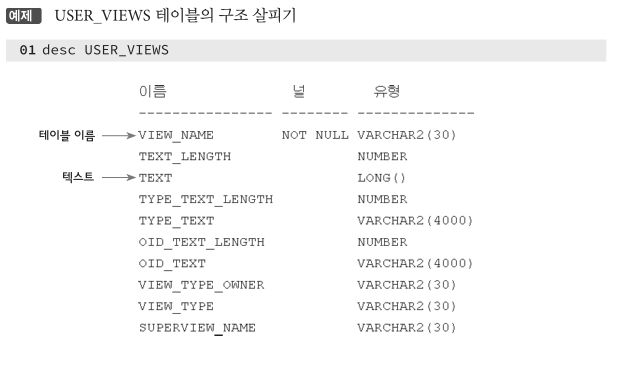 예제 USER_VIEWS 테이블의 구조 살피기
01 desc USER_VIEWS
이름 널 유형
---------------- -------- --------------
테이블 이름 VIEW_NAME NOT NULL VARCHAR2(30)
TEXT_LENGTH NUMBER
텍스트 TEXT LONG()
TYPE_TEXT_LENGTH NUMBER
TYPE_TEXT VARCHAR2(4000)
OID_TEXT_LENGTH NUMBER
OID_TEXT VARCHAR2(4000)
VIEW_TYPE_OWNER VARCHAR2(30)
VIEW_TYPE VARCHAR2(30)
SUPERVIEW_NAME VARCHAR2(30)